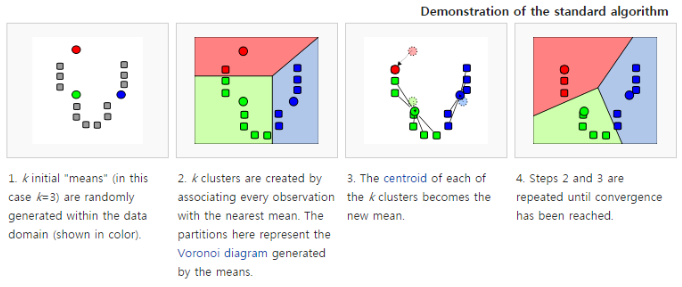 Demonstration of the standard algorithm
1. k initial "means" (in this
case k=3) are randomly
generated within the data
domain (shown in color).
2. k clusters are created by
associating every observation
with the nearest mean. The
partitions here represent the
Voronoi diagram generated
by the means.
3. The centroid of each of
the k clusters becomes the
new mean.
4. Steps 2 and 3 are
repeated until convergence
has been reached.